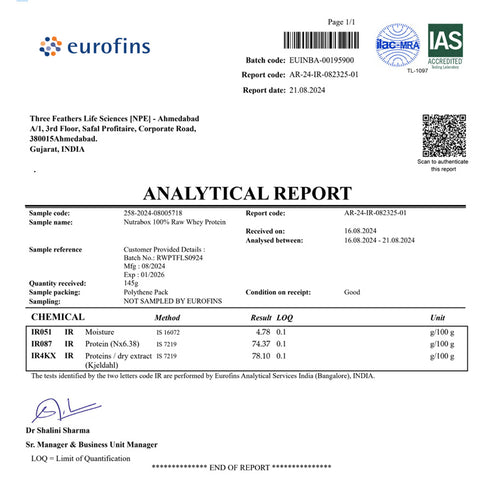 Page 1/1
eurofins
ilac-MRA
IAS
ACCREDITED
Testing Laboratory
TL-1097
Batch code: EUINBA-00195900
Report code: AR-24-IR-082325-01
Report date: 21.08.2024
Three Feathers Life Sciences [NPE] - Ahmedabad
A/1, 3rd Floor, Safal Profitaire, Corporate Road,
380015Ahmedabad.
Gujarat, INDIA
Scan to authenticate
this report
ANALYTICAL REPORT
Sample code: 258-2024-08005718 Report code: AR-24-IR-082325-01
Sample name: Nutrabox 100% Raw Whey Protein
Received on: 16.08.2024
Analysed between: 16.08.2024 - 21.08.2024
Sample reference Customer Provided Details :
Batch No.: RWPTFLS0924
Mfg : 08/2024
Exp : 01/2026
Quantity received: 145g
Sample packing: Polythene Pack Condition on receipt: Good
Sampling: NOT SAMPLED BY EUROFINS
CHEMICAL Method Result LOQ Unit
IR051 IR Moisture IS 16072 4.78 0.1 g/100 g
IR087 IR Protein (Nx6.38) IS 7219 74.37 0.1 g/100 g
IR4KX IR Proteins / dry extract IS 7219 78.10 0.1 g/100 g
(Kjeldahl)
The tests identified by the two letters code IR are performed by Eurofins Analytical Services India (Bangalore), INDIA.
Dr Shalini Sharma
Sr. Manager & Business Unit Manager
LOQ = Limit of Quantification
************** END OF REPORT ***************